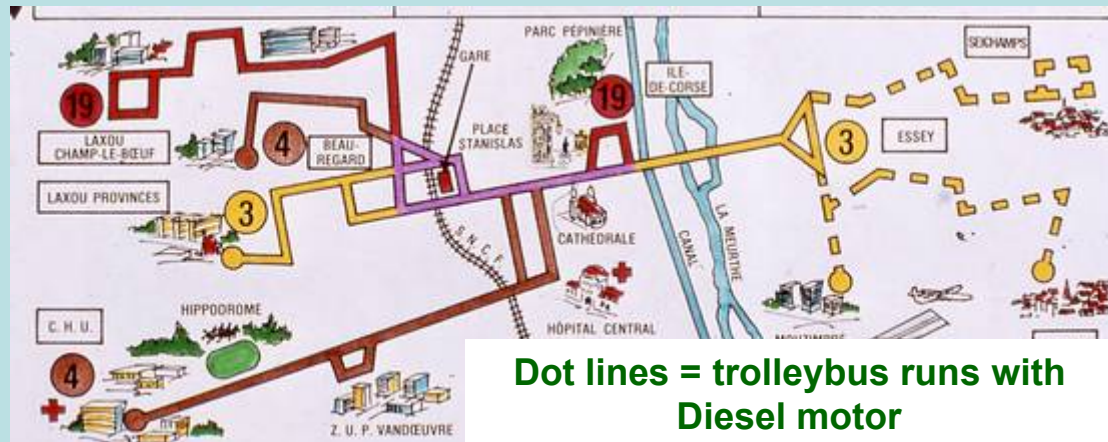 PARC PÉPINIÈRE
SEICHAMPS
GARE
19
19
ILE-
DE-CORSE
PLACE
STANISLAS
4
BEAU-
REGARD
3
ESSEY
LAXOU
CHAMP-LE-BŒUF
LAXOU PROVINCES
3
CATHÉDRALE
LA MEURTHE
CANAL
S.N.C.F.
C. H. U.
HIPPODROME
HÔPITAL CENTRAL
4
Z. U. P. VANDŒUVRE
Dot lines = trolleybus runs with
Diesel motor